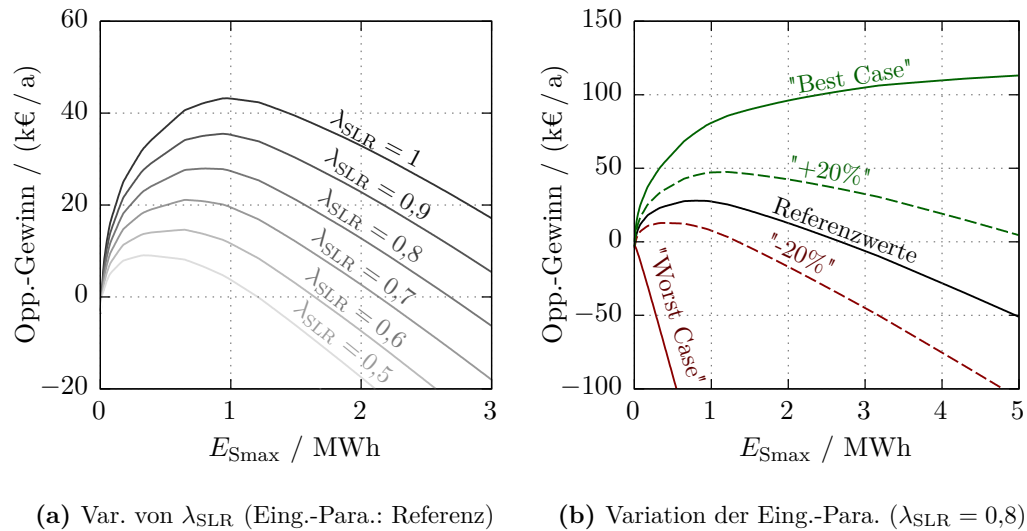 Opp.-Gewinn / (k€ / a)
60
40
20
0
−20
λSLR = 1
λSLR = 0,9
λSLR = 0,8
λSLR = 0,7
λSLR = 0,6
λSLR = 0,5
0
1
2
3
ESmax / MWh
(a) Var. von λSLR (Eing.-Para.: Referenz)
Opp.-Gewinn / (k€ / a)
150
100
50
0
−50
−100
"Best Case"
"+20%"
Referenzwerte
"-20%"
"Worst Case"
0
1
2
3
4
5
ESmax / MWh
(b) Variation der Eing.-Para. (λSLR = 0,8)